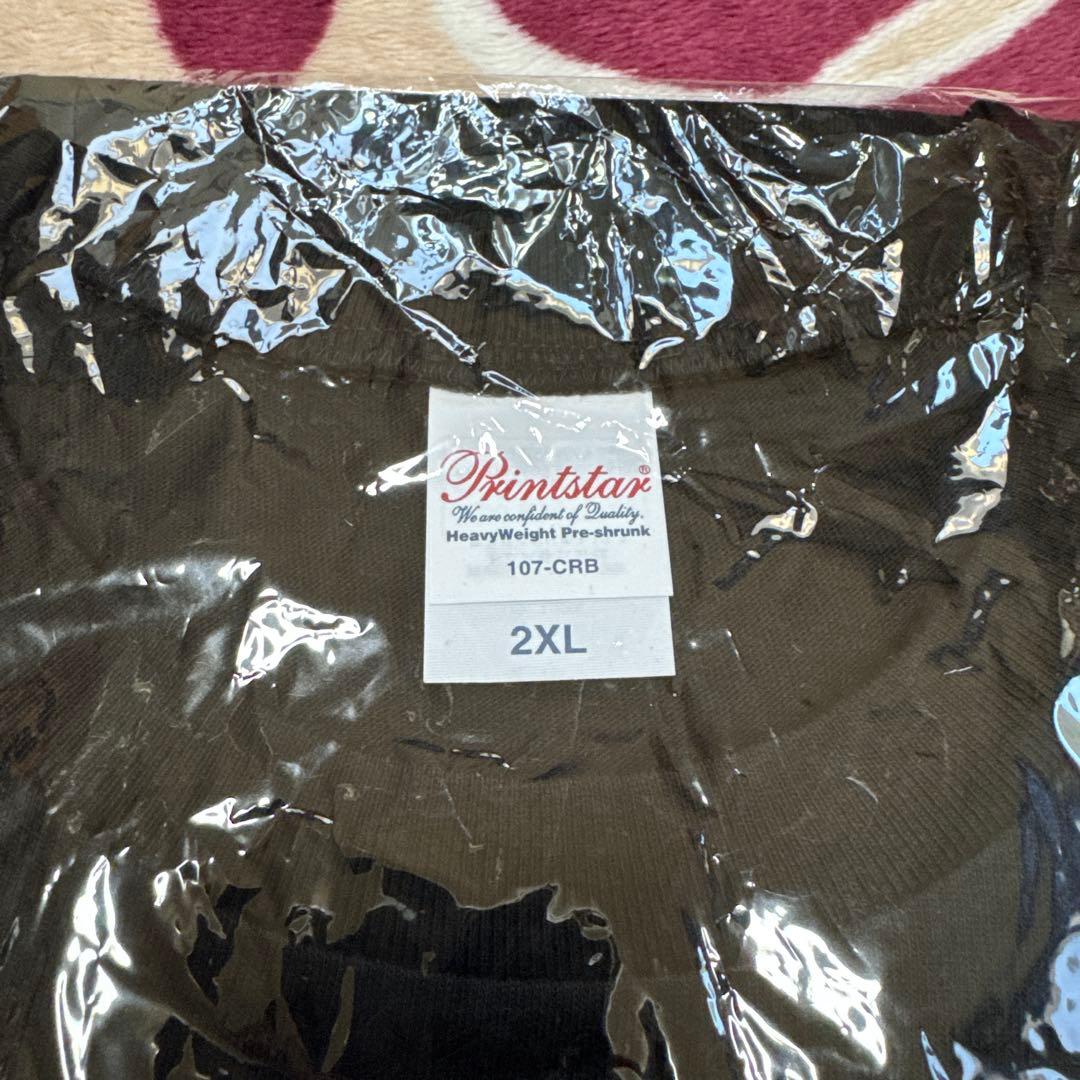 Printstar®
We are confident of Quality.
HeavyWeight Pre-shrunk
107-CRB
2XL